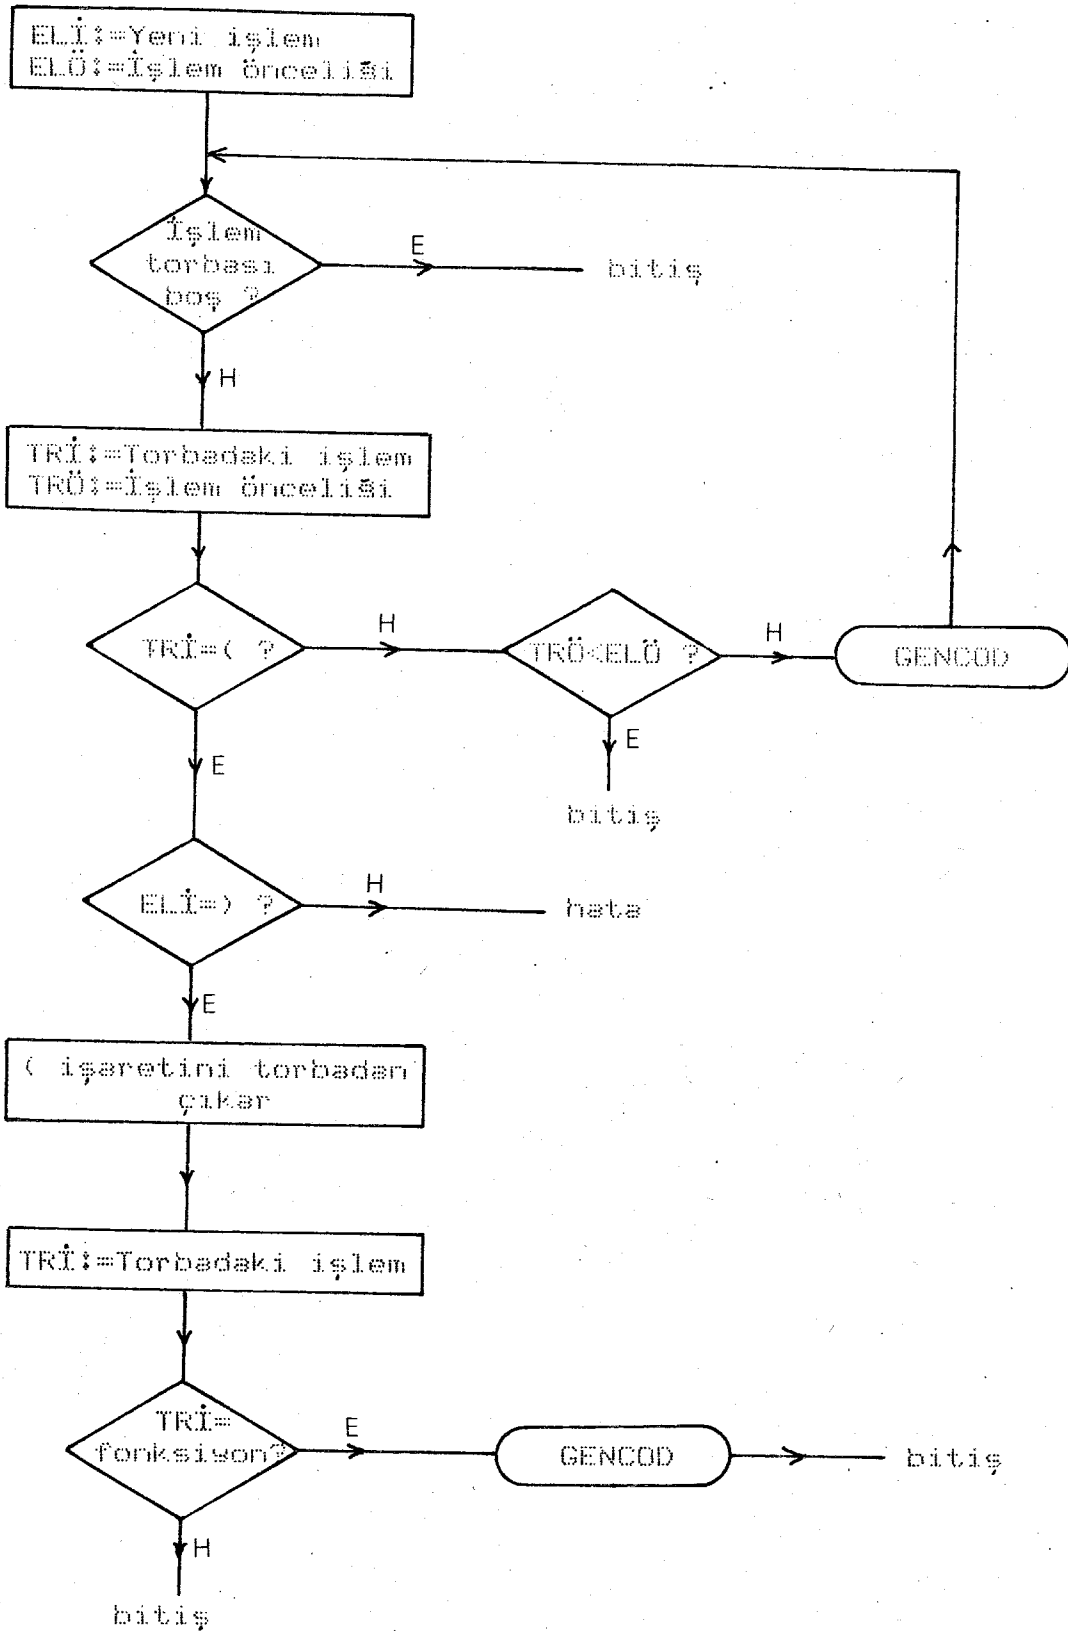 ELİ:=Yeni işlem
ELÖ:=İşlem önceliği
İşlem
torbası
boş ?
E
bitiş
H
TRİ:=Torbadaki işlem
TRÖ:=İşlem önceliği
TRİ=( ?
H
TRÖ<ELÖ ?
H
GENCOD
E
E
bitiş
ELİ=) ?
H
hata
E
( işaretini torbadan
çıkar
TRİ:=Torbadaki işlem
TRİ=
fonksiyon?
E
GENCOD
bitiş
H
bitiş